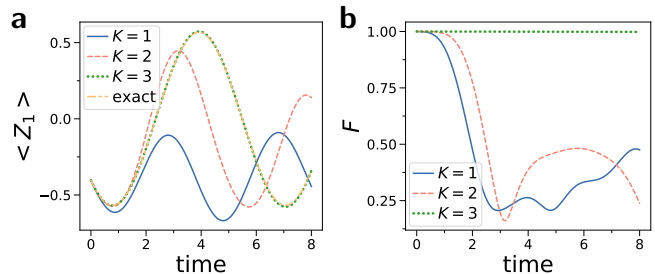 a
0.5
0.0
−0.5
< Z₁ >
K = 1
K = 2
K = 3
exact
0 2 4 6 8
time
b
1.00
0.75
0.50
0.25
F
K = 1
K = 2
K = 3
0 2 4 6 8
time